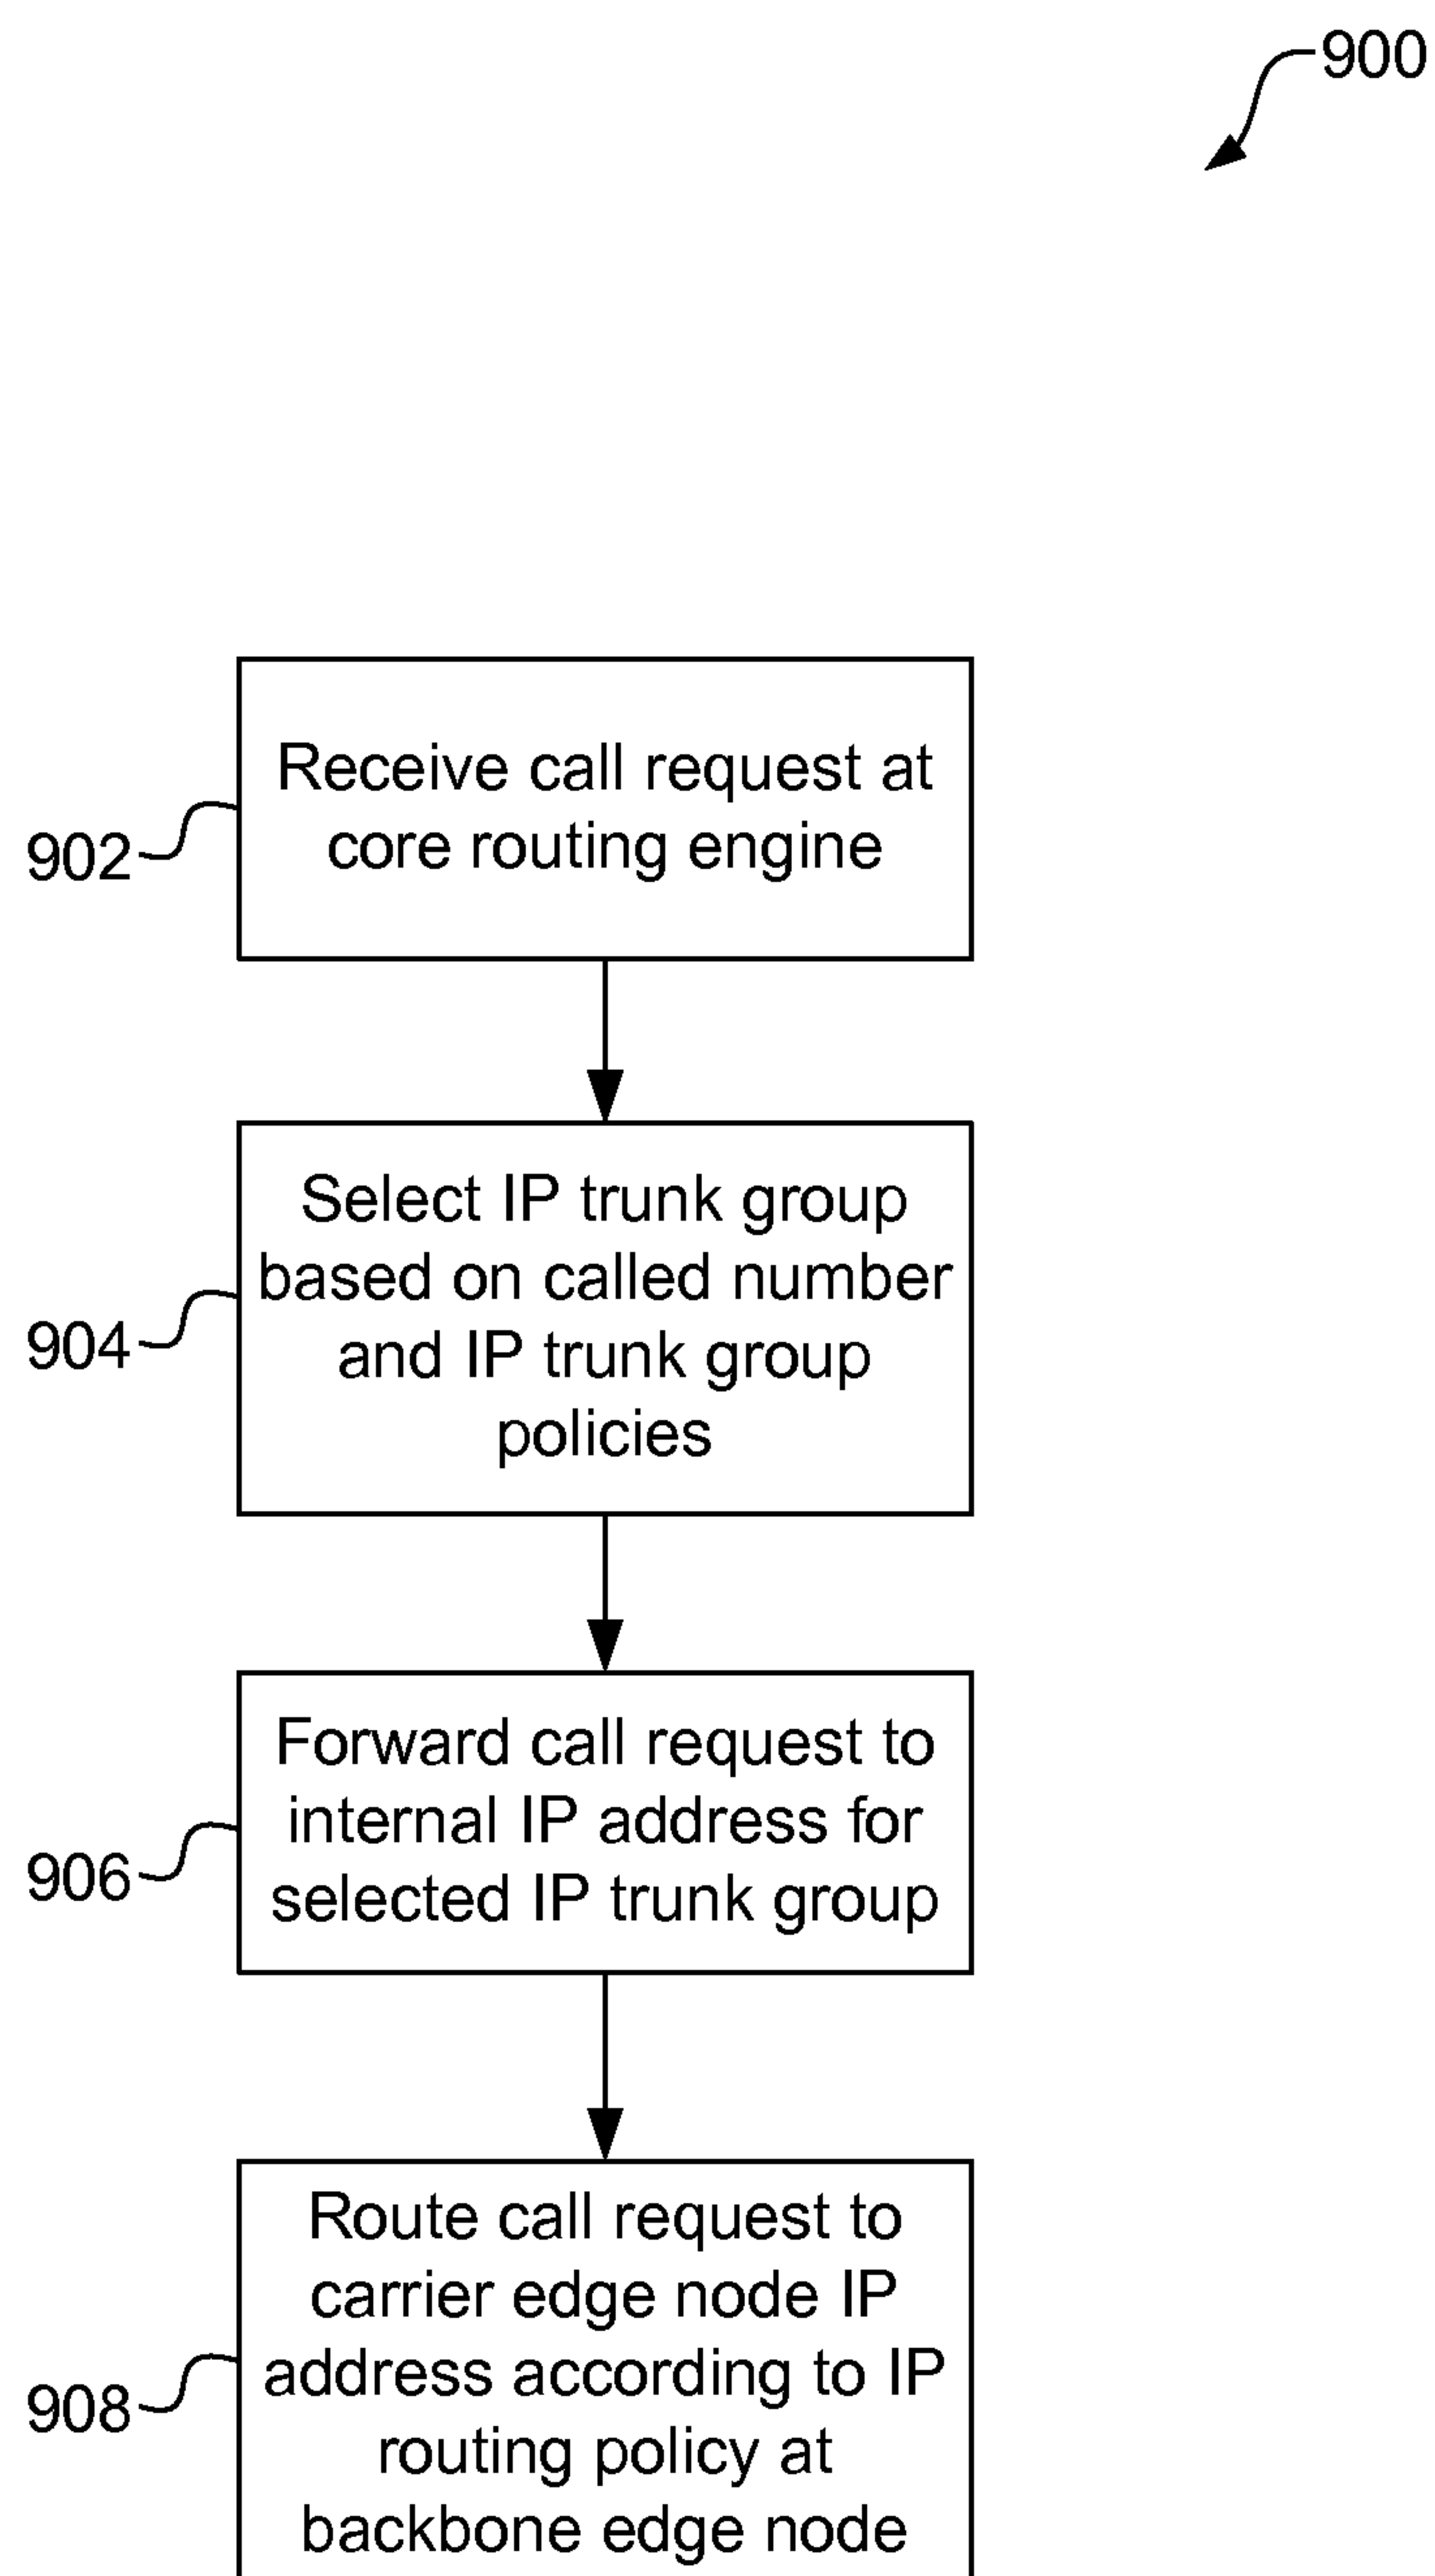 900
Receive call request at
core routing engine
902
Select IP trunk group
based on called number
and IP trunk group
policies
904
Forward call request to
internal IP address for
selected IP trunk group
906
Route call request to
carrier edge node IP
address according to IP
routing policy at
backbone edge node
908